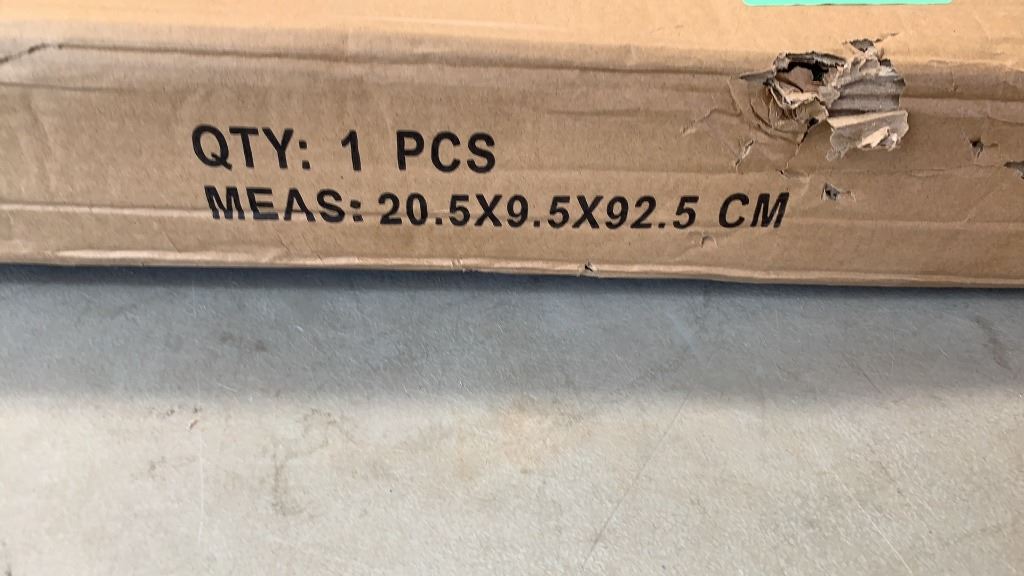 QTY: 1 PCS
MEAS: 20.5X9.5X92.5 CM